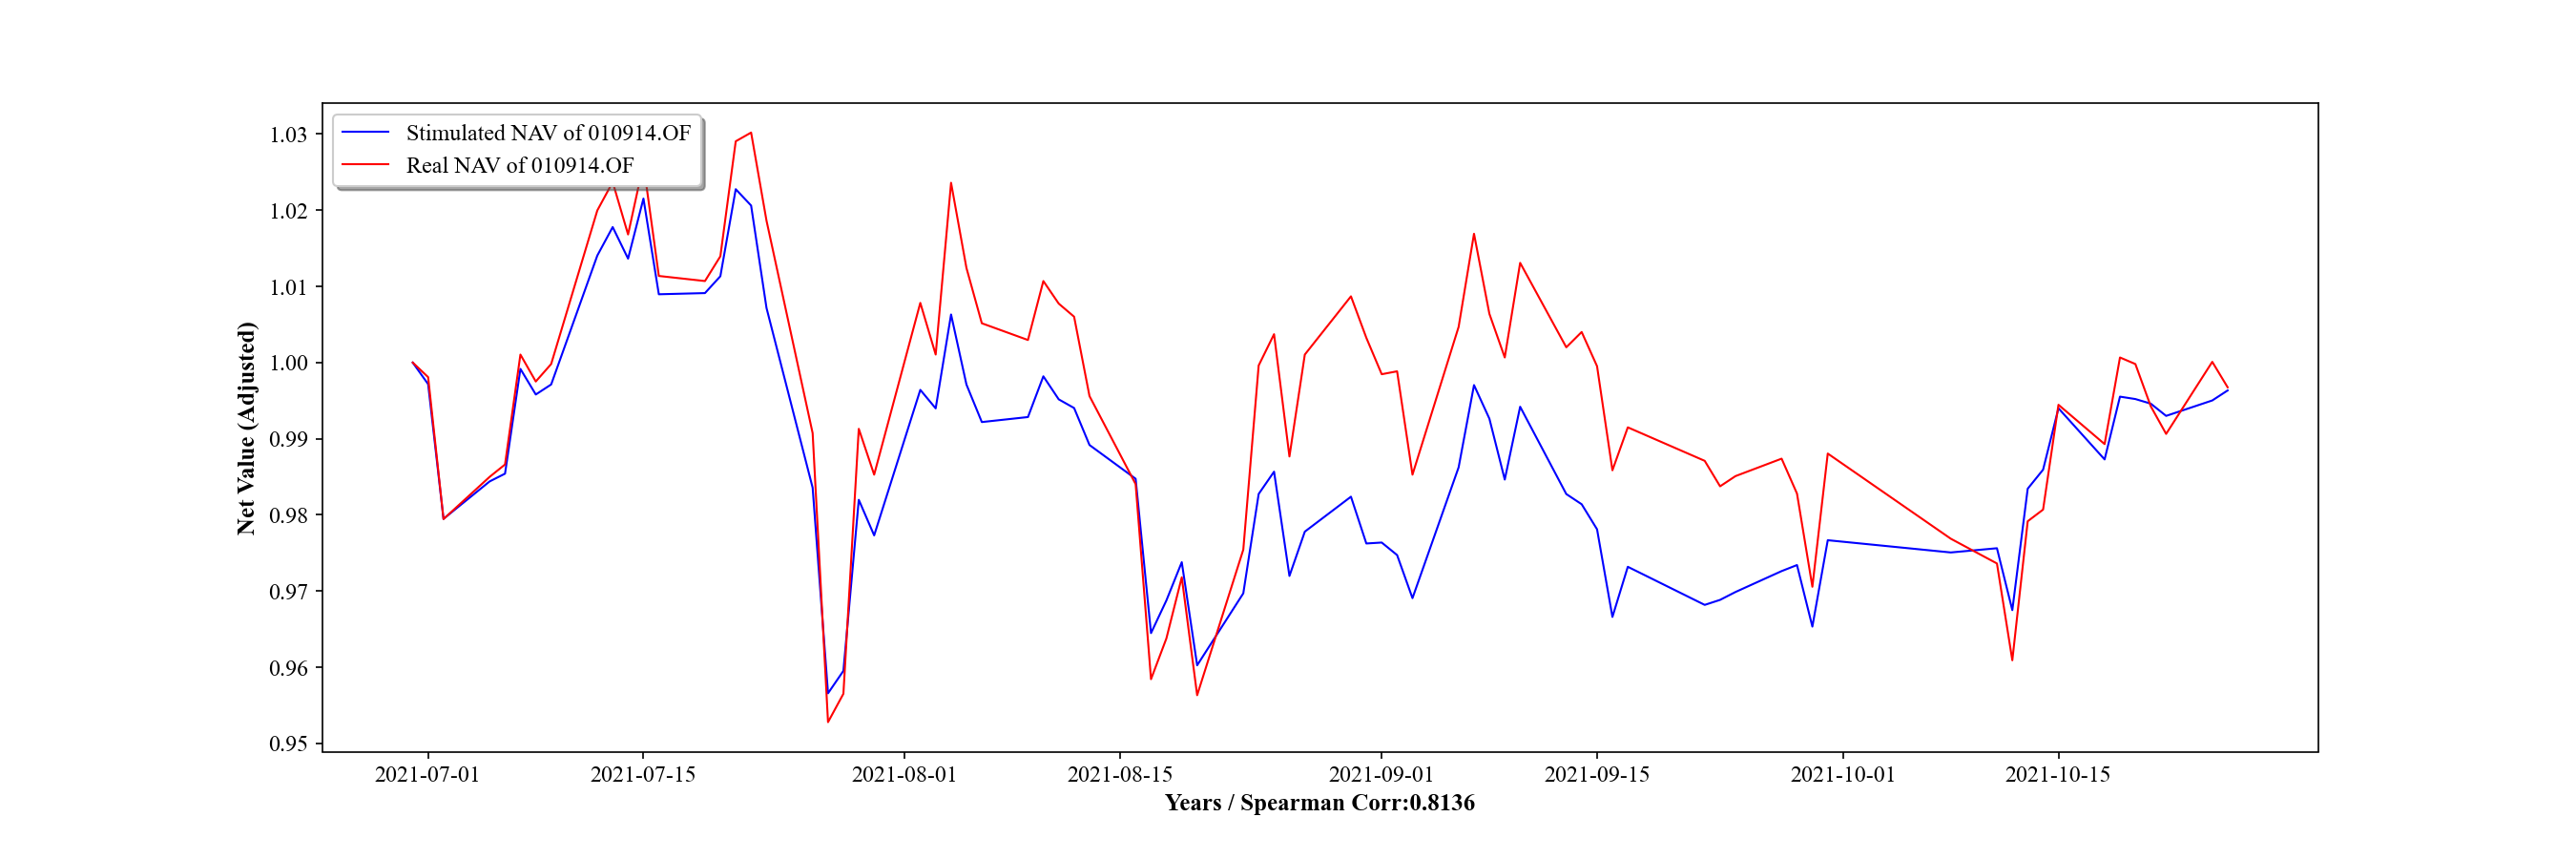 Stimulated NAV of 010914.OF
Real NAV of 010914.OF
1.03
1.02
1.01
1.00
0.99
0.98
0.97
0.96
0.95
Net Value (Adjusted)
2021-07-01 2021-07-15 2021-08-01 2021-08-15 2021-09-01 2021-09-15 2021-10-01 2021-10-15
Years / Spearman Corr:0.8136